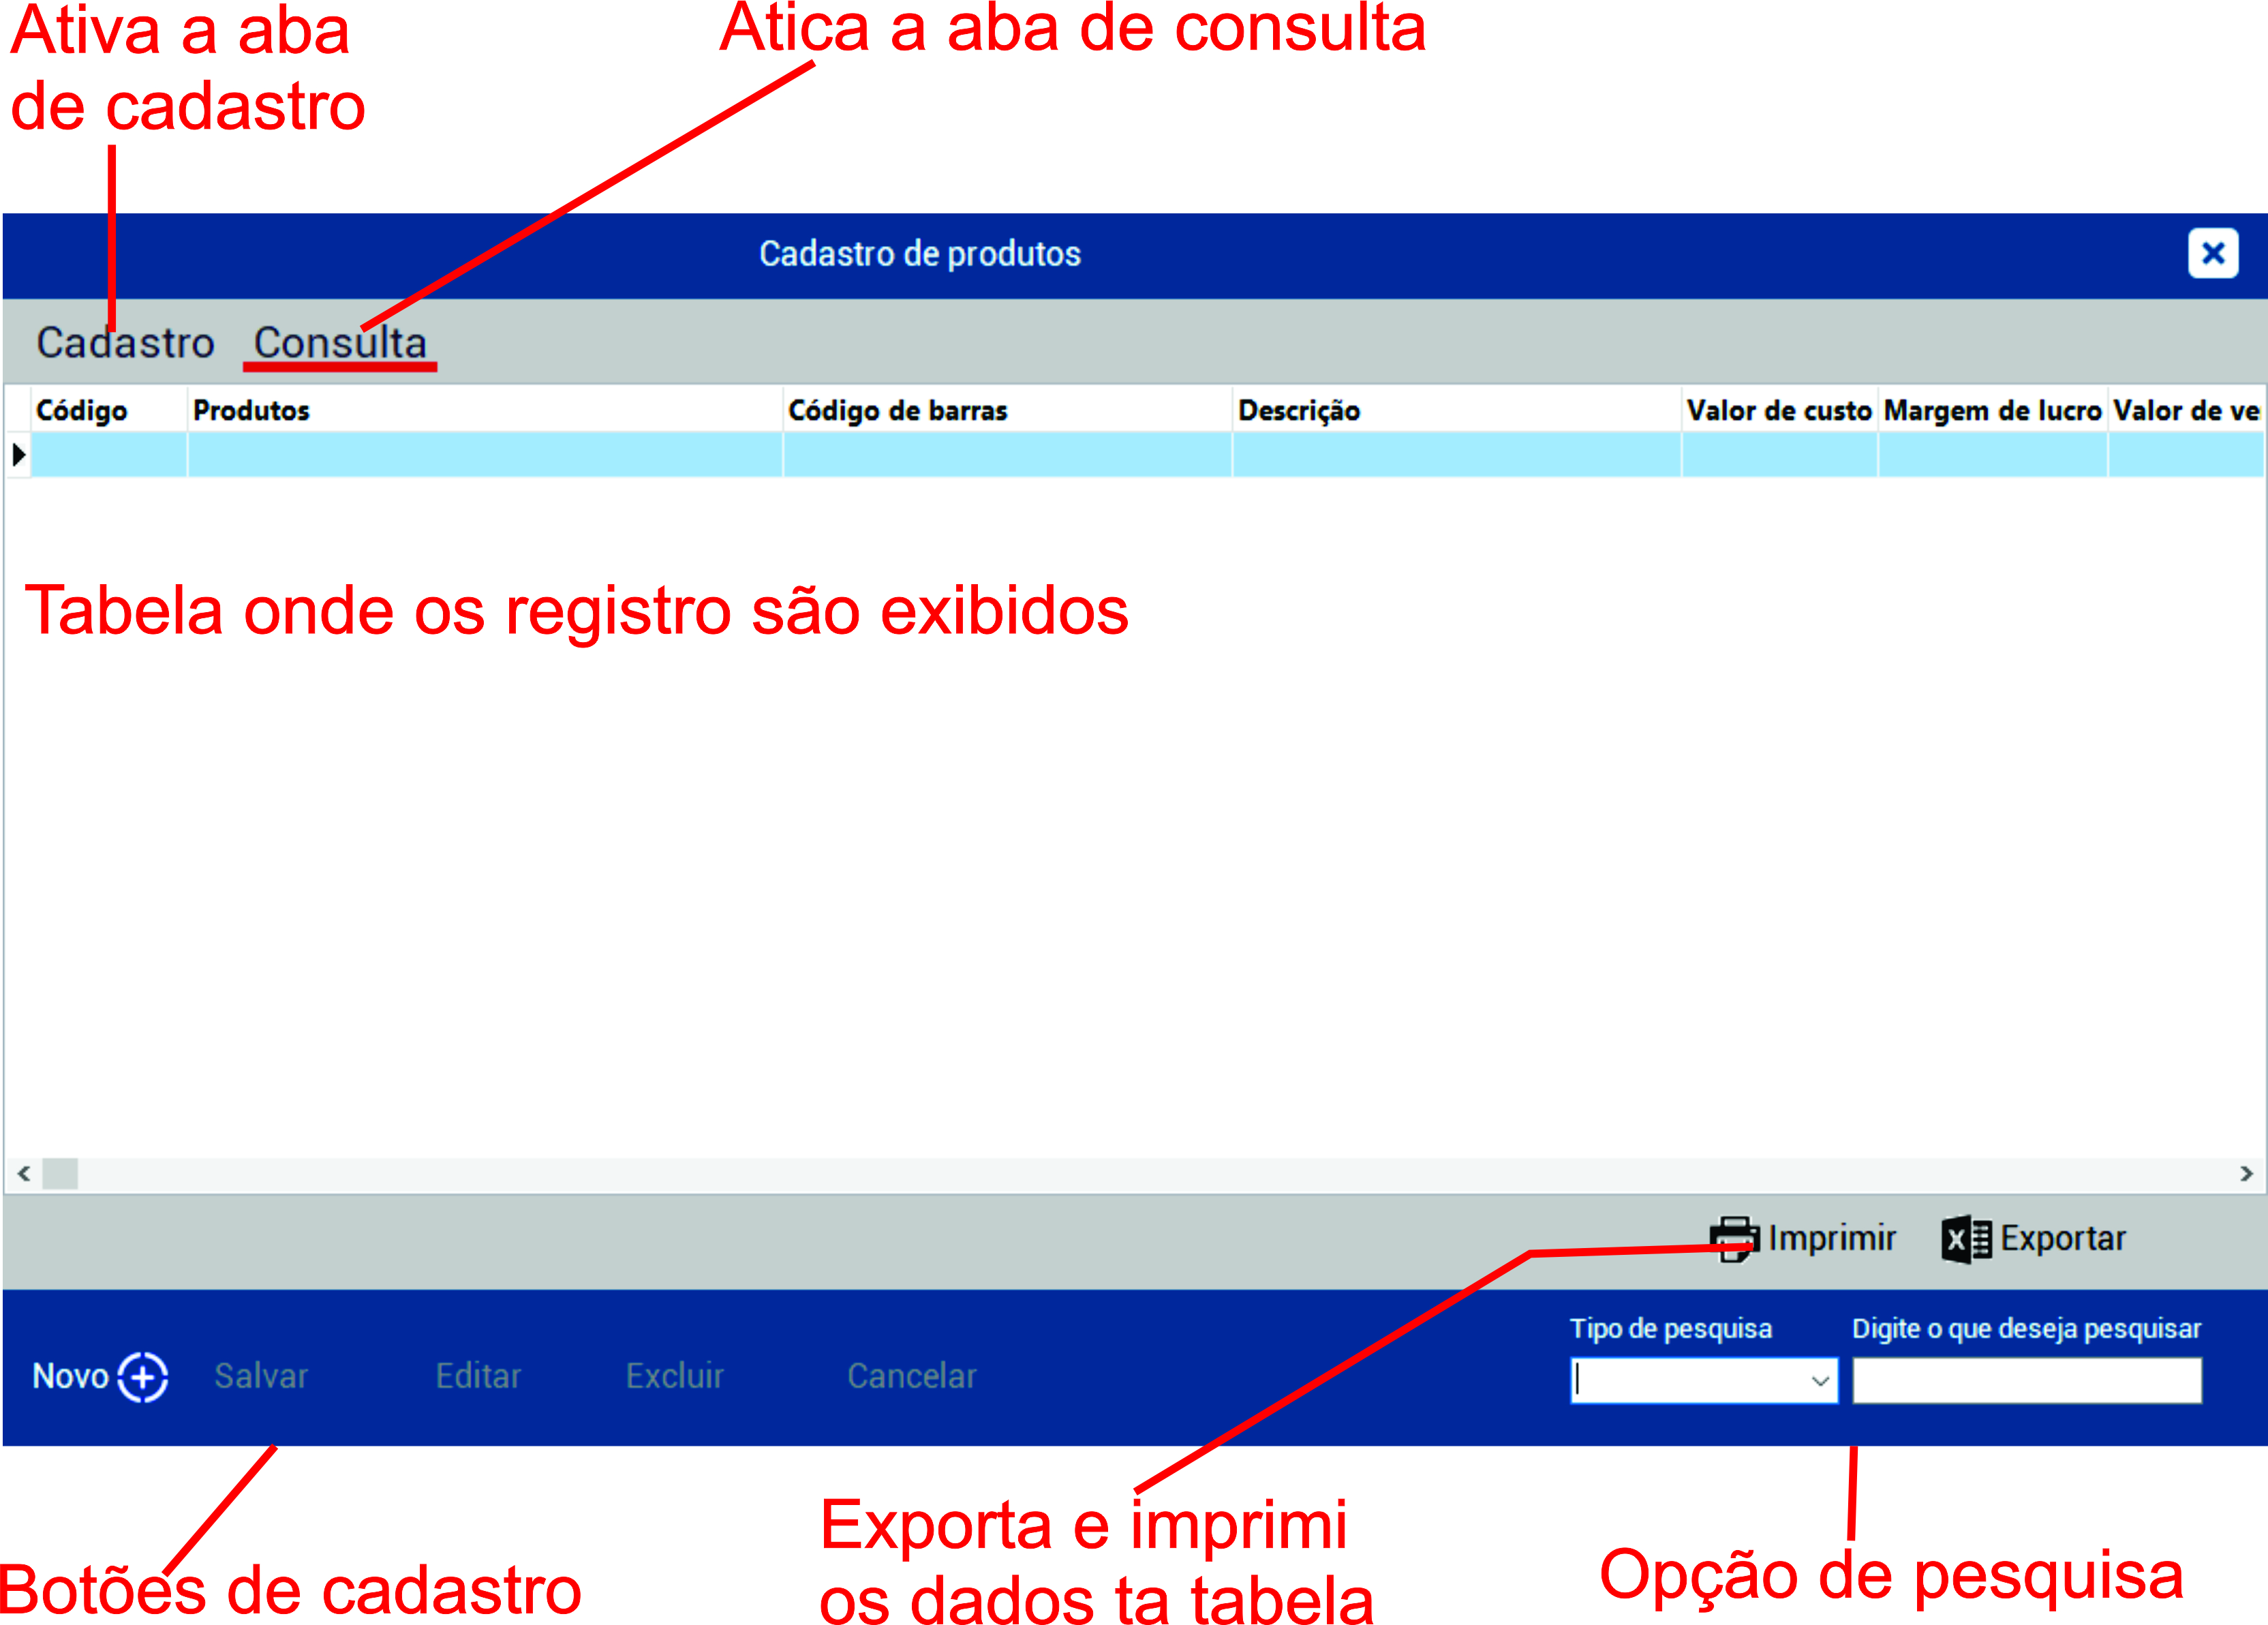 Ativa a aba
de cadastro
Atica a aba de consulta
Cadastro de produtos
Cadastro Consulta
Código Produtos Código de barras Descrição Valor de custo Margem de lucro Valor de ve
Tabela onde os registro são exibidos
Imprimir Exportar
Tipo de pesquisa Digite o que deseja pesquisar
Novo Salvar Editar Excluir Cancelar
Botões de cadastro
Exporta e imprimi
os dados ta tabela
Opção de pesquisa